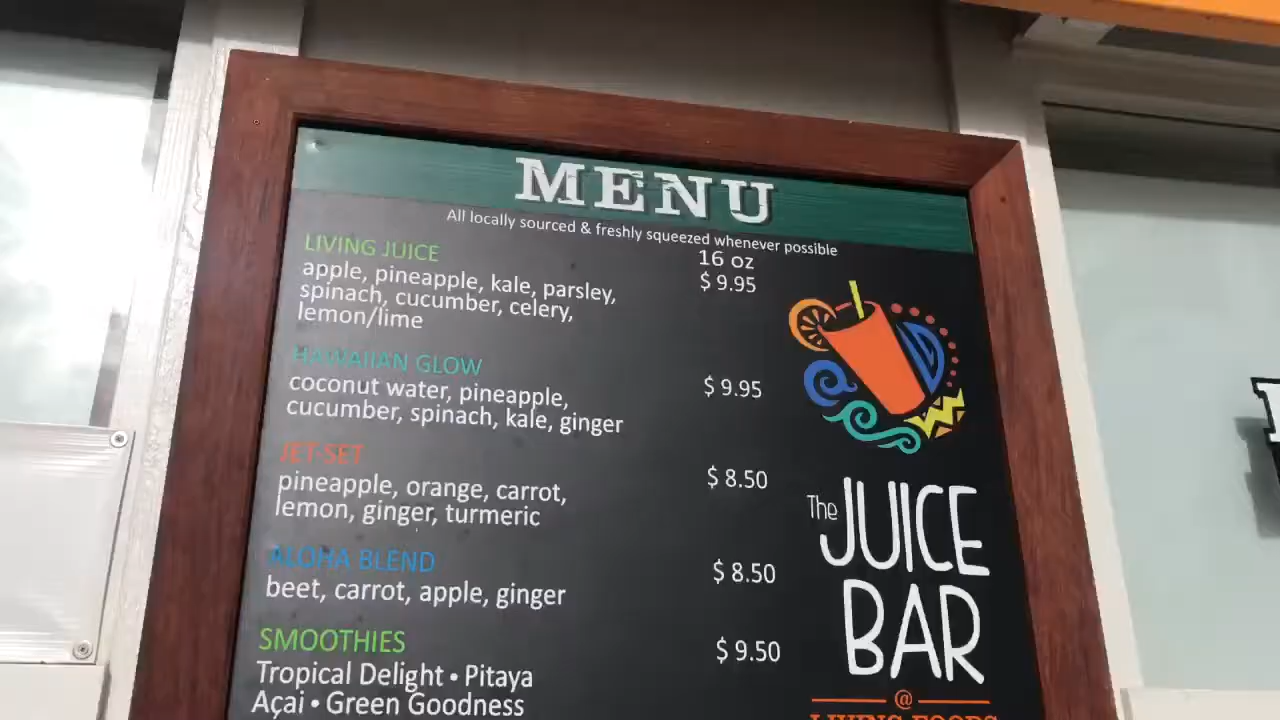 MENU
All locally sourced & freshly squeezed whenever possible
LIVING JUICE
16 oz
apple, pineapple, kale, parsley,
$ 9.95
spinach, cucumber, celery,
lemon/lime
HAWAIIAN GLOW
coconut water, pineapple,
$ 9.95
cucumber, spinach, kale, ginger
JET-SET
pineapple, orange, carrot,
$ 8.50
lemon, ginger, turmeric
ALOHA BLEND
beet, carrot, apple, ginger
$ 8.50
SMOOTHIES
$ 9.50
Tropical Delight • Pitaya
Açai • Green Goodness
The JUICE
BAR
@
LIVING FOODS